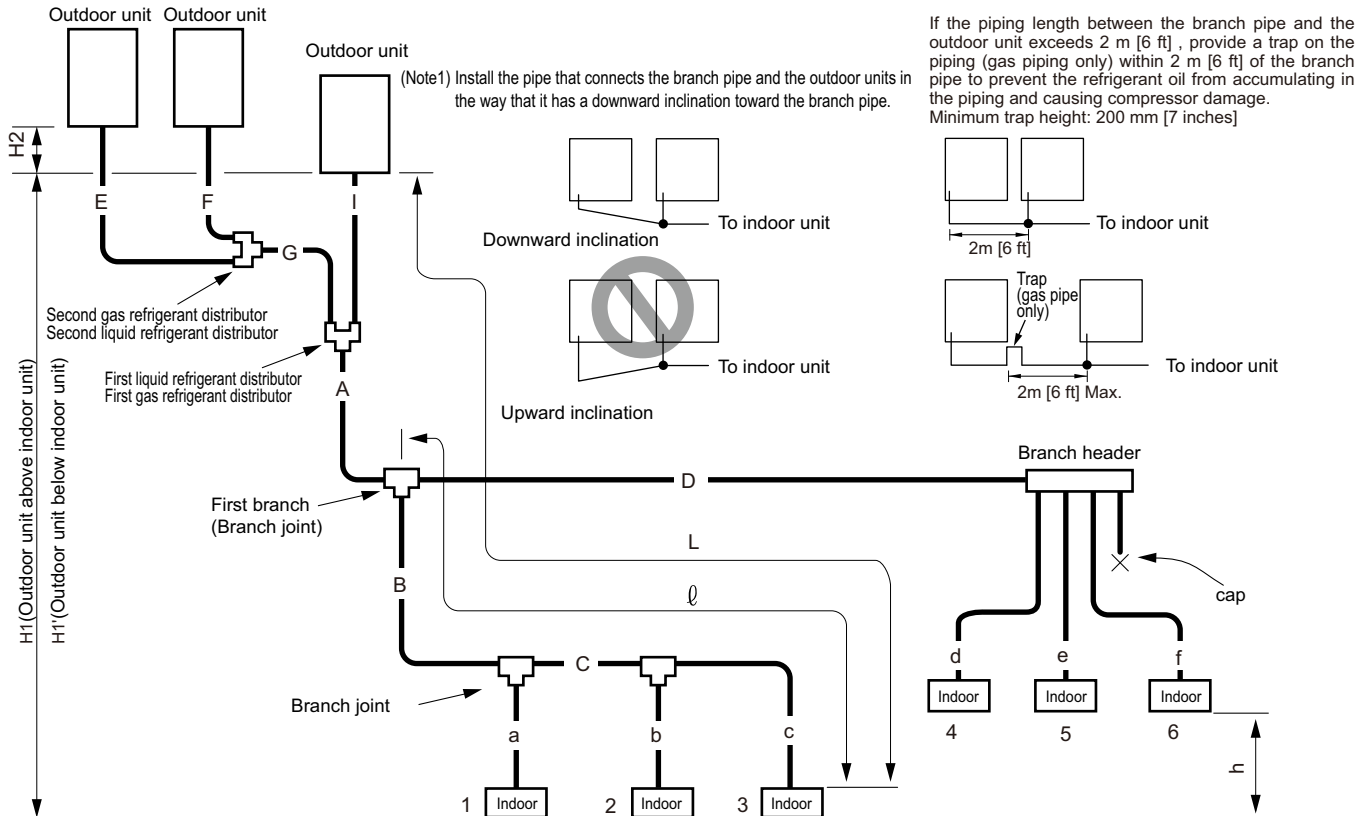 Outdoor unit
Outdoor unit
Outdoor unit
If the piping length between the branch pipe and the
outdoor unit exceeds 2 m [6 ft] , provide a trap on the
piping (gas piping only) within 2 m [6 ft] of the branch
pipe to prevent the refrigerant oil from accumulating in
the piping and causing compressor damage.
Minimum trap height: 200 mm [7 inches]
(Note1) Install the pipe that connects the branch pipe and the outdoor units in
the way that it has a downward inclination toward the branch pipe.
H2
E
F
I
G
To indoor unit
Downward inclination
To indoor unit
2m [6 ft]
Second gas refrigerant distributor
Second liquid refrigerant distributor
Trap
(gas pipe
only)
First liquid refrigerant distributor
First gas refrigerant distributor
A
To indoor unit
Upward inclination
To indoor unit
2m [6 ft] Max.
H1(Outdoor unit above indoor unit)
H1'(Outdoor unit below indoor unit)
Branch header
D
First branch
(Branch joint)
L
B
ℓ
cap
C
d
e
f
Branch joint
Indoor
Indoor
Indoor
4
5
6
a
b
c
h
1
Indoor
2
Indoor
3
Indoor